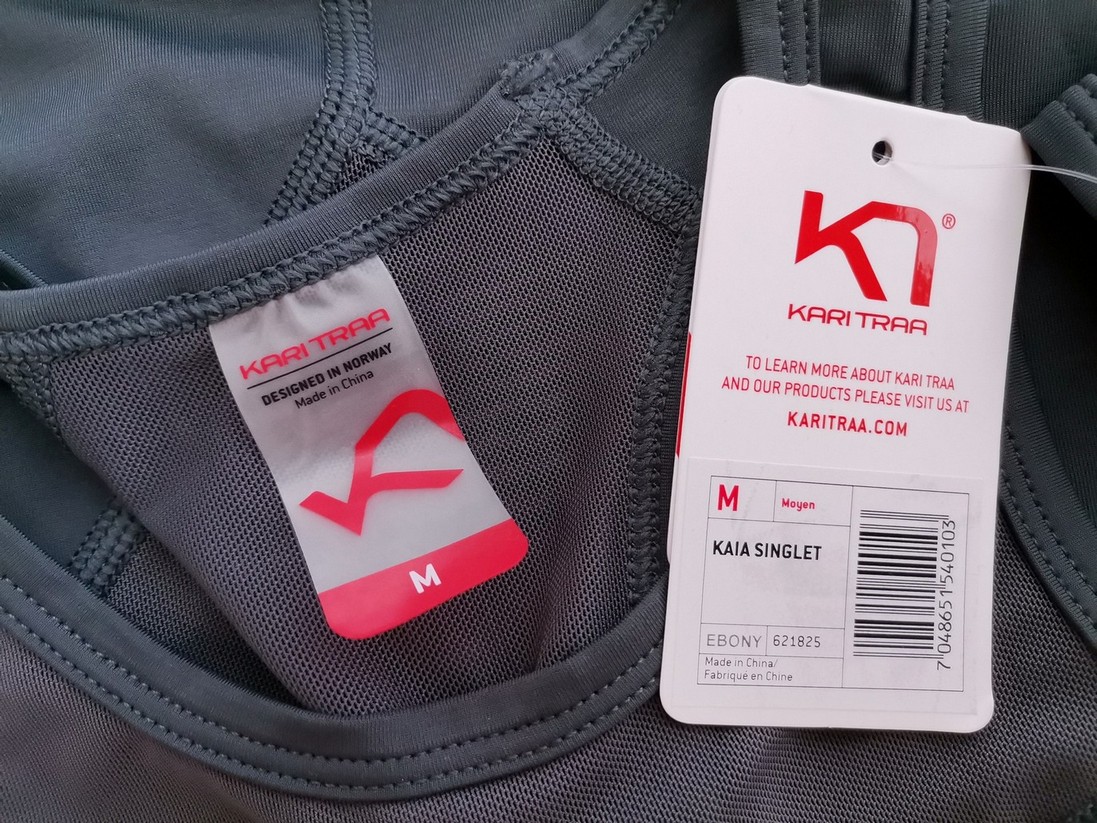 KARI TRAA
DESIGNED IN NORWAY
Made in China
M
®
KARI TRAA
TO LEARN MORE ABOUT KARI TRAA
AND OUR PRODUCTS PLEASE VISIT US AT
KARITRAA.COM
M Moyen
KAIA SINGLET
EBONY 621825
Made in China/
Fabriqué en Chine
7 048651 540103